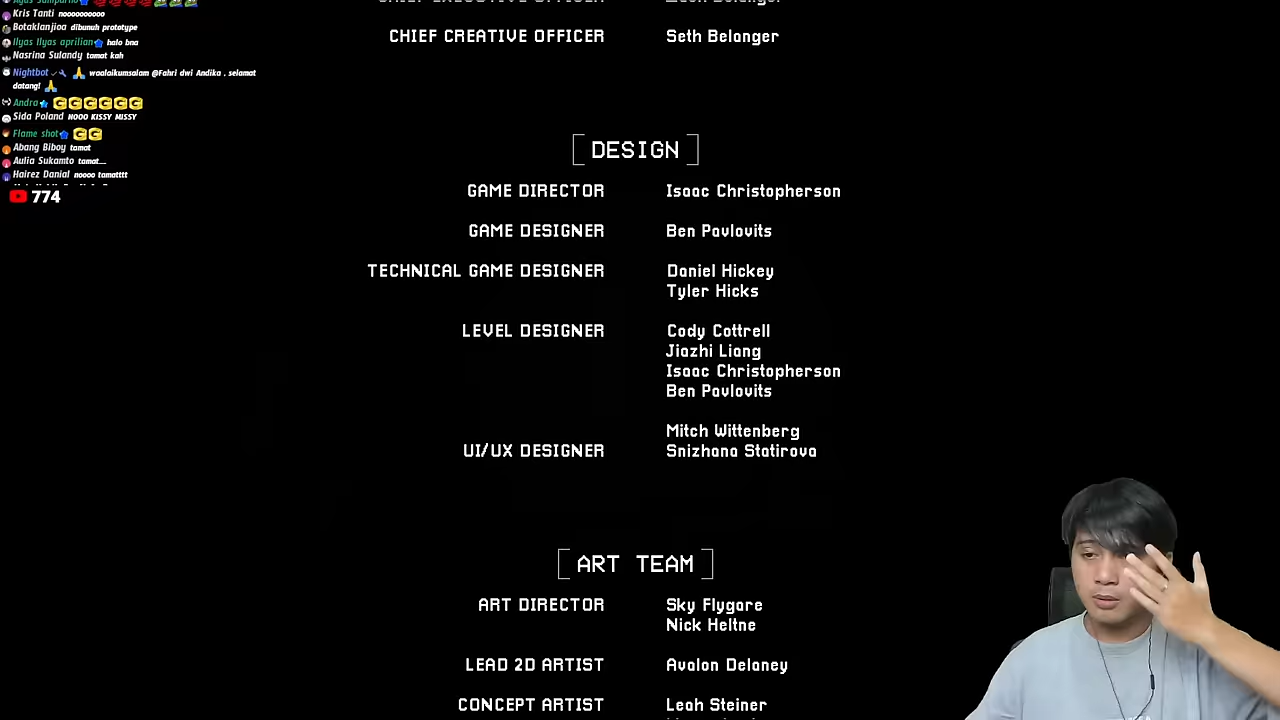 Kris Tanti noooooooooo
Botaklanjioa dibunuh prototype
Ilyas Ilyas aprilian halo bna
Nasrina Sulandy tamat kah
Nightbot waalaikumsalam @Fahri dwi Andika , selamat
datang!
Andra
Sida Poland NOOO KISSY MISSY
Flame shot
Abang Biboy tamat
Aulia Sukamto tamat....
Hairez Danial noooo tamatttt
774
CHIEF CREATIVE OFFICER Seth Belanger
DESIGN
GAME DIRECTOR Isaac Christopherson
GAME DESIGNER Ben Pavlovits
TECHNICAL GAME DESIGNER Daniel Hickey
Tyler Hicks
LEVEL DESIGNER Cody Cottrell
Jiazhi Liang
Isaac Christopherson
Ben Pavlovits
Mitch Wittenberg
UI/UX DESIGNER Snizhana Statirova
ART TEAM
ART DIRECTOR Sky Flygare
Nick Heltne
LEAD 2D ARTIST Avalon Delaney
CONCEPT ARTIST Leah Steiner